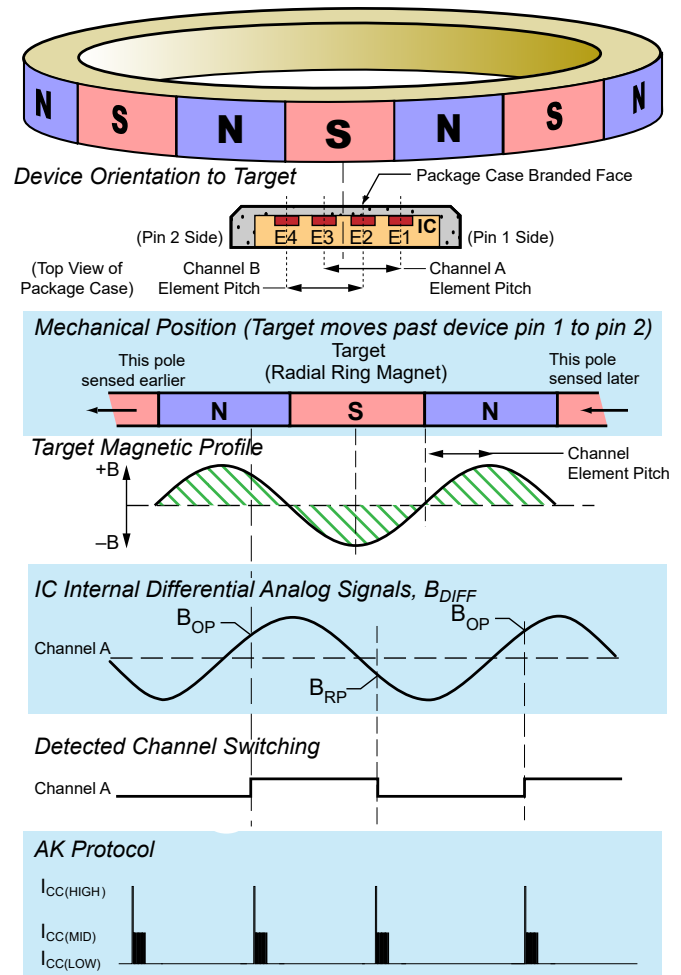 N S N S N S N
Device Orientation to Target
Package Case Branded Face
IC
E4 E3 E2 E1
(Pin 2 Side)
(Pin 1 Side)
(Top View of
Package Case)
Channel B
Element Pitch
Channel A
Element Pitch
Mechanical Position (Target moves past device pin 1 to pin 2)
This pole
sensed earlier
Target
(Radial Ring Magnet)
This pole
sensed later
N S N
Target Magnetic Profile
+B
–B
Channel
Element Pitch
IC Internal Differential Analog Signals, BDIFF
BOP
BOP
Channel A
BRP
Detected Channel Switching
Channel A
AK Protocol
ICC(HIGH)
ICC(MID)
ICC(LOW)